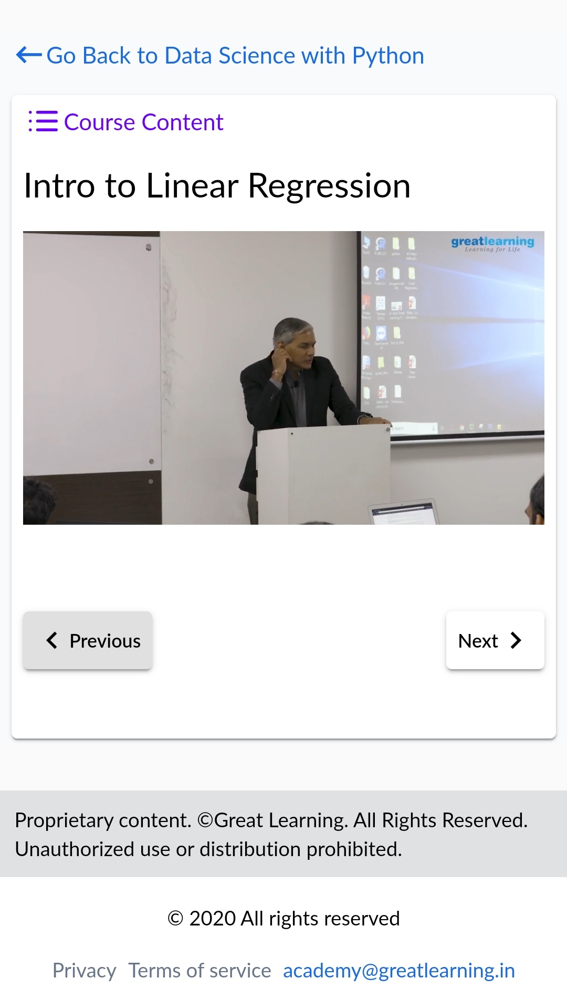 Go Back to Data Science with Python
Course Content
Intro to Linear Regression
greatlearning
Learning for Life
Previous
Next
Proprietary content. ©Great Learning. All Rights Reserved.
Unauthorized use or distribution prohibited.
© 2020 All rights reserved
Privacy Terms of service academy@greatlearning.in